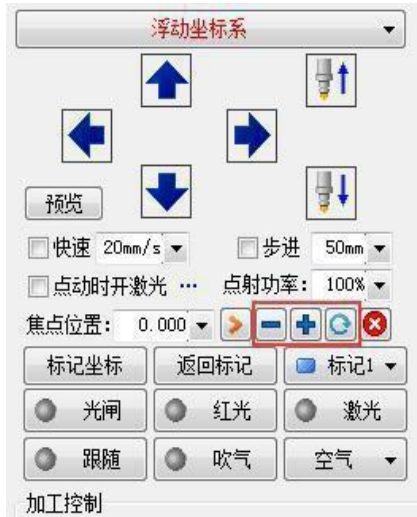 浮动坐标系
预览
快速 20mm/s 步进 50mm
点动时开激光 ··· 点射功率: 100%
焦点位置: 0.000
标记坐标 返回标记 标记1
光闸 红光 激光
跟随 吹气 空气
加工控制